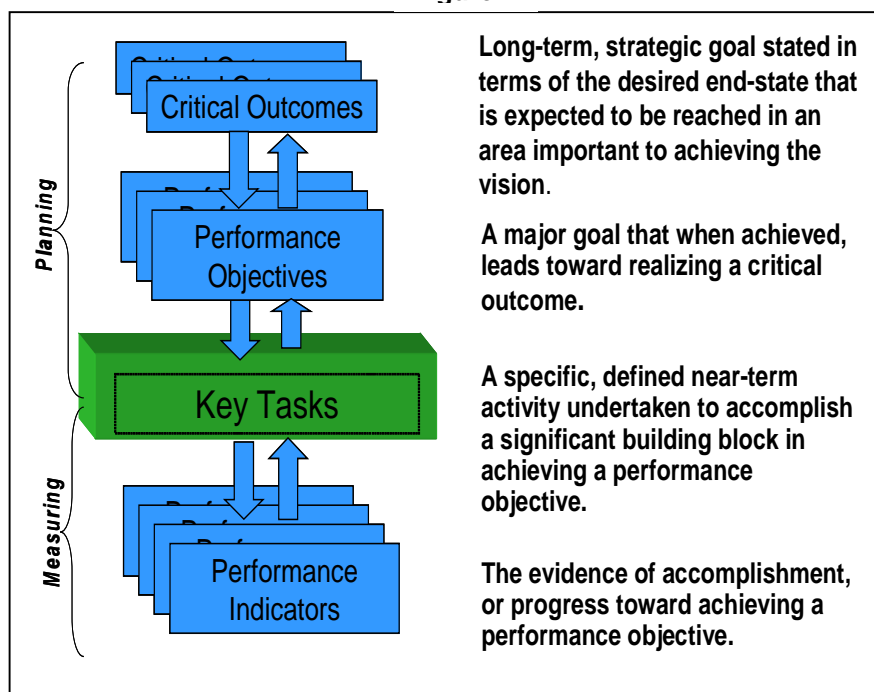 Critical Outcomes
Long-term, strategic goal stated in
terms of the desired end-state that
is expected to be reached in an
area important to achieving the
vision.
Planning
Performance
Objectives
A major goal that when achieved,
leads toward realizing a critical
outcome.
Key Tasks
A specific, defined near-term
activity undertaken to accomplish
a significant building block in
achieving a performance
objective.
Measuring
Performance
Indicators
The evidence of accomplishment,
or progress toward achieving a
performance objective.